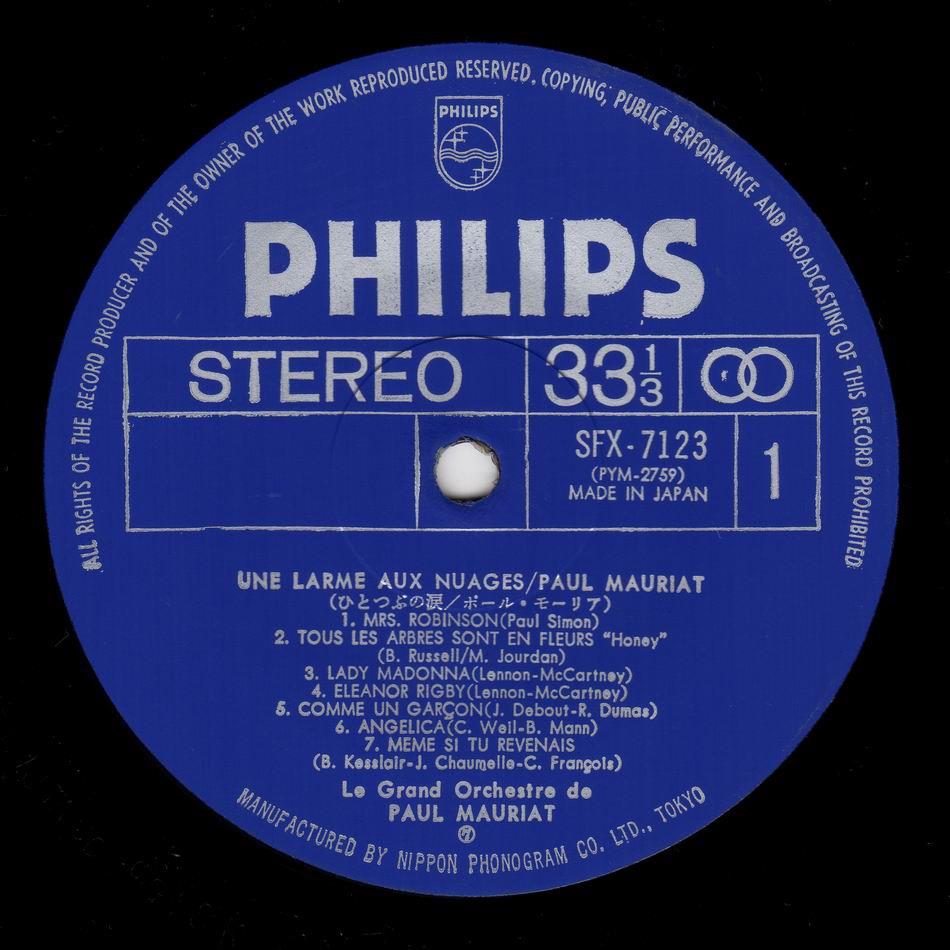 ALL RIGHTS OF THE RECORD PRODUCER AND OF THE OWNER OF THE WORK REPRODUCED RESERVED. COPYING, PUBLIC PERFORMANCE AND BROADCASTING OF THIS RECORD PROHIBITED
PHILIPS
PHILIPS
STEREO 33 1/3
SFX-7123
(PYM-2759)
MADE IN JAPAN
1
UNE LARME AUX NUAGES/PAUL MAURIAT
(ひとつぶの涙／ポール・モーリア)
1. MRS. ROBINSON(Paul Simon)
2. TOUS LES ARBRES SONT EN FLEURS "Honey"
(B. Russell/M. Jourdan)
3. LADY MADONNA(Lennon-McCartney)
4. ELEANOR RIGBY(Lennon-McCartney)
5. COMME UN GARÇON(J. Debout-R. Dumas)
6. ANGELICA(C. Weil-B. Mann)
7. MEME SI TU REVENAIS
(B. Kesslair-J. Chaumelle-C. François)
Le Grand Orchestre de
PAUL MAURIAT
MANUFACTURED BY NIPPON PHONOGRAM CO. LTD., TOKYO